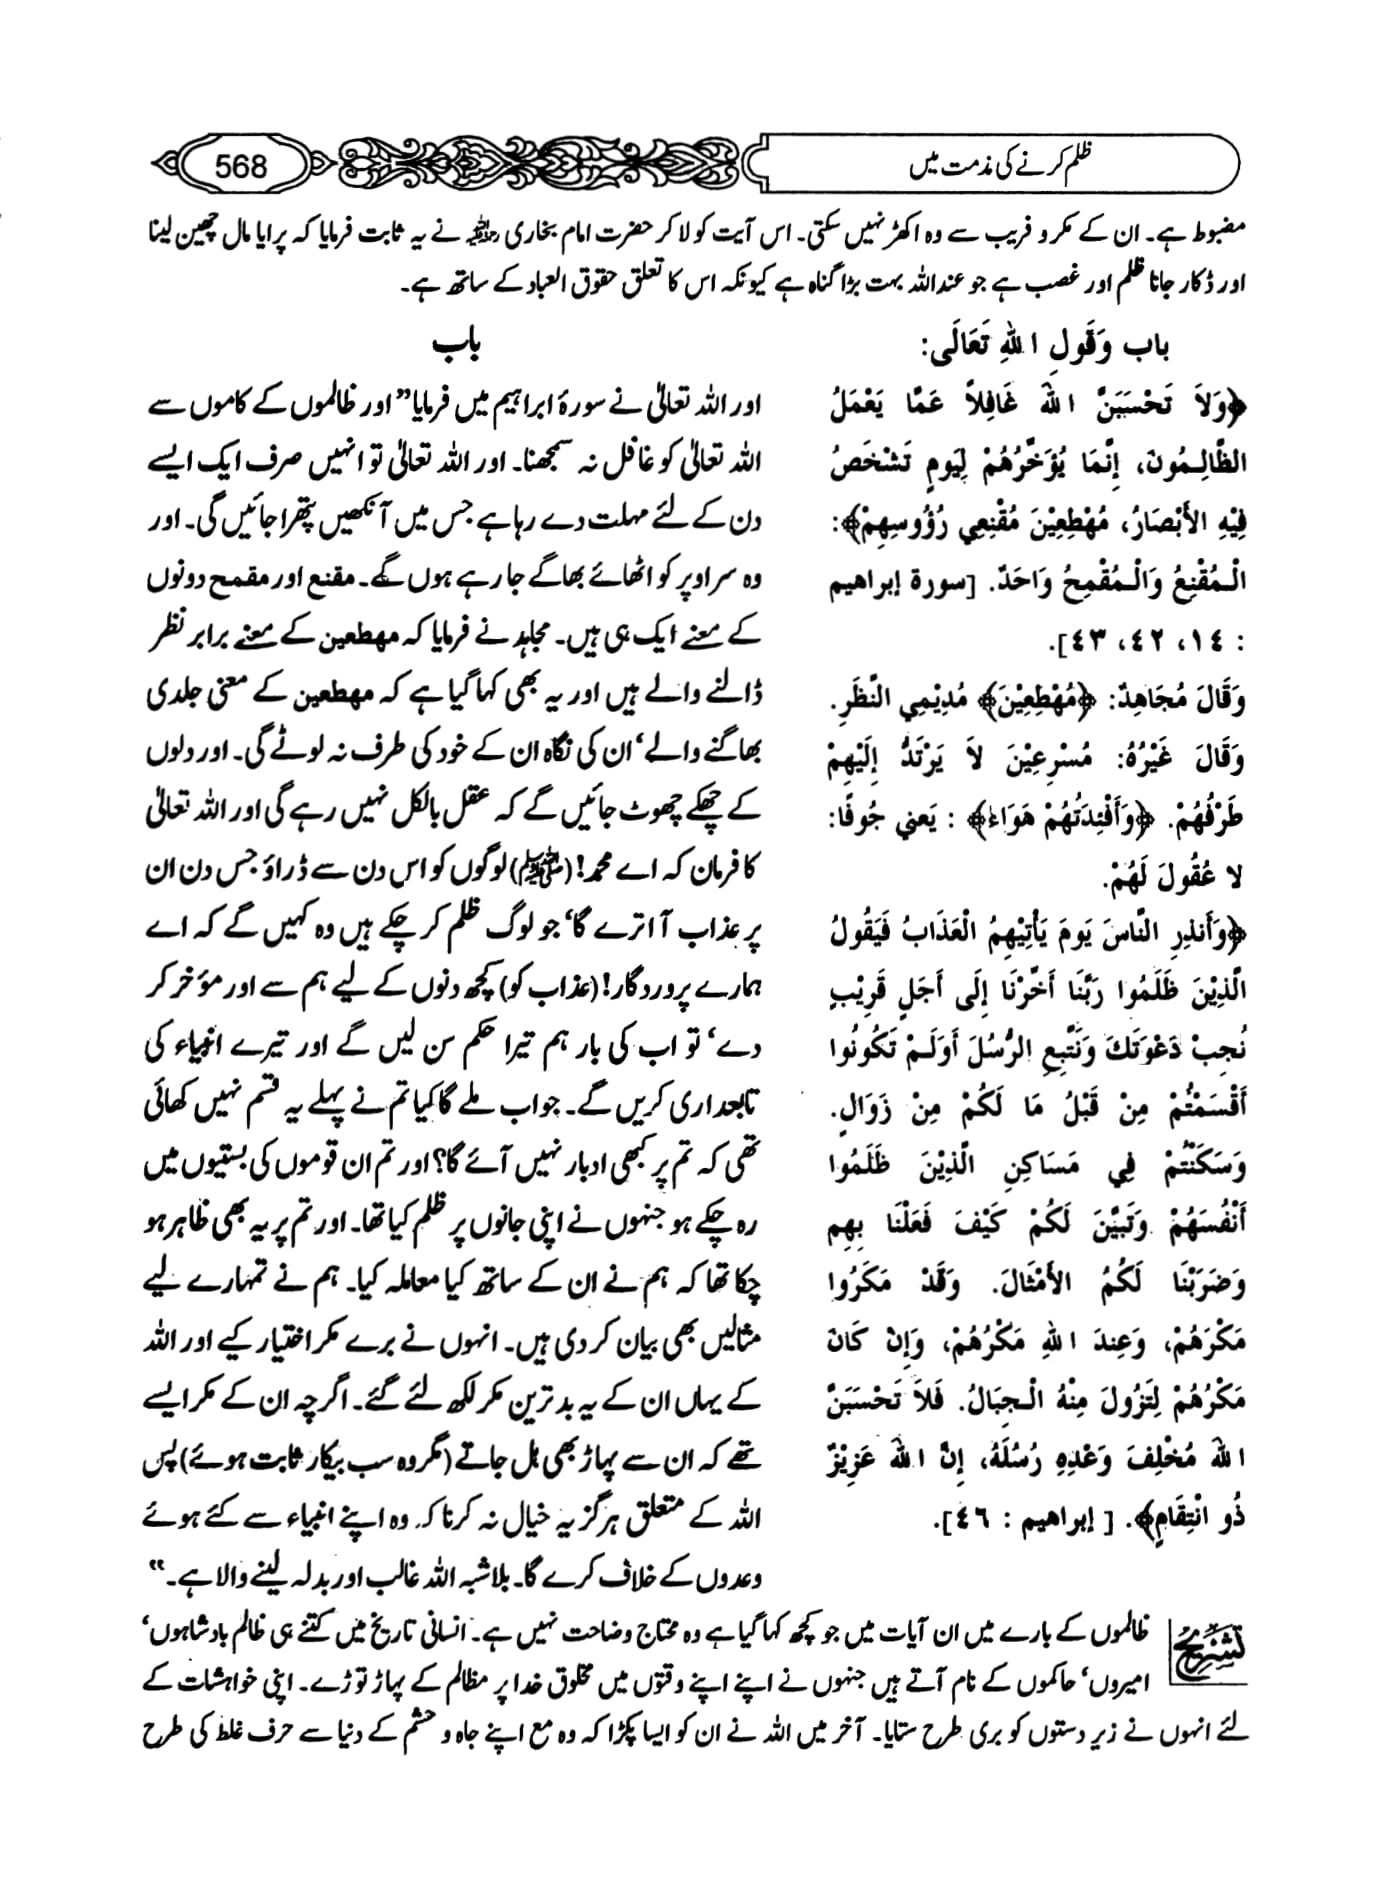 ظلم کرنے کی مذمت میں
568
مضبوط ہے۔ ان کے مکر و فریب سے وہ اکھڑ نہیں سکتی۔ اس آیت کو لا کر حضرت امام بخاری رحمہ اللہ نے یہ ثابت فرمایا کہ پرایا مال چھین لینا
اور ڈکار جانا ظلم اور غصب ہے جو عنداللہ بہت بڑا گناہ ہے کیونکہ اس کا تعلق حقوق العباد کے ساتھ ہے۔
باب وَقَولِ اللهِ تَعَالَى:
﴿وَلاَ تَحْسَبَنَّ اللهَ غَافِلاً عَمَّا يَعْمَلُ
الظَّالِمُونَ، إِنَّمَا يُؤَخِّرُهُمْ لِيَومٍ تَشْخَصُ
فِيْهِ الأَبْصَارُ، مُهْطِعِيْنَ مُقْنِعِي رُؤُوسِهِمْ﴾:
الْمُقْنِعُ وَالْمُقْمِحُ وَاحَدٌ. [سورة إبراهيم
: ١٤، ٤٢، ٤٣].
وَقَالَ مُجَاهِدٌ: ﴿مُهْطِعِيْنَ﴾ مُدِيْمِي النَّظَرِ.
وَقَالَ غَيْرُهُ: مُسْرِعِيْنَ لاَ يَرْتَدُّ إِلَيْهِمْ
طَرْفُهُمْ. ﴿وَأَفْئِدَتُهُمْ هَوَاءٌ﴾ : يَعني جُوفًا:
لا عُقُولَ لَهُمْ.
﴿وَأَنذِرِ النَّاسَ يَومَ يَأْتِيْهِمُ الْعَذَابُ فَيَقُولُ
الَّذِيْنَ ظَلَمُوا رَبَّنَا أَخِّرْنَا إِلَى أَجَلٍ قَرِيْبٍ
نُجِبْ دَعْوَتَكَ وَنَتَّبِعِ الرُّسُلَ أَوَلَمْ تَكُونُوا
أَقْسَمْتُمْ مِنْ قَبْلُ مَا لَكُمْ مِنْ زَوَالٍ.
وَسَكَنْتُمْ فِي مَسَاكِنِ الَّذِيْنَ ظَلَمُوا
أَنْفُسَهُمْ وَتَبَيَّنَ لَكُمْ كَيْفَ فَعَلْنَا بِهِم
وَضَرَبْنَا لَكُمُ الأَمْثَالَ. وَقَدْ مَكَرُوا
مَكْرَهُمْ، وَعِندَ اللهِ مَكْرُهُمْ، وَإِنْ كَانَ
مَكْرُهُمْ لِتَزُولَ مِنْهُ الْجِبَالُ. فَلاَ تَحْسَبَنَّ
اللهَ مُخْلِفَ وَعْدِهِ رُسُلَهُ، إِنَّ اللهَ عَزِيْزٌ
ذُو انْتِقَامٍ﴾. [ إبراهيم : ٤٦].
باب
اور اللہ تعالیٰ نے سورۂ ابراہیم میں فرمایا” اور ظالموں کے کاموں سے
اللہ تعالیٰ کو غافل نہ سمجھنا۔ اور اللہ تعالیٰ تو انہیں صرف ایک ایسے
دن کے لئے مہلت دے رہا ہے جس میں آنکھیں پتھرا جائیں گی۔ اور
وہ سر اوپر کو اٹھائے بھاگے جا رہے ہوں گے۔ مقنع اور مقمح دونوں
کے معنے ایک ہی ہیں۔ مجاہد نے فرمایا کہ مھطعین کے معنے برابر نظر
ڈالنے والے ہیں اور یہ بھی کہا گیا ہے کہ مھطعین کے معنی جلدی
بھاگنے والے‘ ان کی نگاہ ان کے خود کی طرف نہ لوٹے گی۔ اور دلوں
کے چھکے چھوٹ جائیں گے کہ عقل بالکل نہیں رہے گی اور اللہ تعالیٰ
کا فرمان کہ اے محمد! (ﷺ) لوگوں کو اس دن سے ڈراؤ جس دن ان
پر عذاب آ اترے گا‘ جو لوگ ظلم کر چکے ہیں وہ کہیں گے کہ اے
ہمارے پروردگار! (عذاب کو) کچھ دنوں کے لیے ہم سے اور مؤخر کر
دے‘ تو اب کی بار ہم تیرا حکم سن لیں گے اور تیرے انبیاء کی
تابعداری کریں گے۔ جواب ملے گا کیا تم نے پہلے یہ قسم نہیں کھائی
تھی کہ تم پر کبھی ادبار نہیں آئے گا؟ اور تم ان قوموں کی بستیوں میں
رہ چکے ہو جنہوں نے اپنی جانوں پر ظلم کیا تھا۔ اور تم پر یہ بھی ظاہر ہو
چکا تھا کہ ہم نے ان کے ساتھ کیا معاملہ کیا۔ ہم نے تمہارے لیے
مثالیں بھی بیان کر دی ہیں۔ انہوں نے برے مکر اختیار کیے اور اللہ
کے یہاں ان کے یہ بدترین مکر لکھ لئے گئے۔ اگرچہ ان کے مکر ایسے
تھے کہ ان سے پہاڑ بھی ہل جاتے (مگر وہ سب بیکار ثابت ہوئے) پس
اللہ کے متعلق ہرگز یہ خیال نہ کرنا کہ وہ اپنے انبیاء سے کئے ہوئے
وعدوں کے خلاف کرے گا۔ بلاشبہ اللہ غالب اور بدلہ لینے والا ہے۔“
تشریح ظالموں کے بارے میں ان آیات میں جو کچھ کہا گیا ہے وہ محتاج وضاحت نہیں ہے۔ انسانی تاریخ میں کتنے ہی ظالم بادشاہوں‘
امیروں‘ حاکموں کے نام آتے ہیں جنہوں نے اپنے اپنے وقتوں میں مخلوق خدا پر مظالم کے پہاڑ توڑے۔ اپنی خواہشات کے
لئے انہوں نے زیر دستوں کو بری طرح ستایا۔ آخر میں اللہ نے ان کو ایسا پکڑا کہ وہ مع اپنے جاہ و حشم کے دنیا سے حرف غلط کی طرح